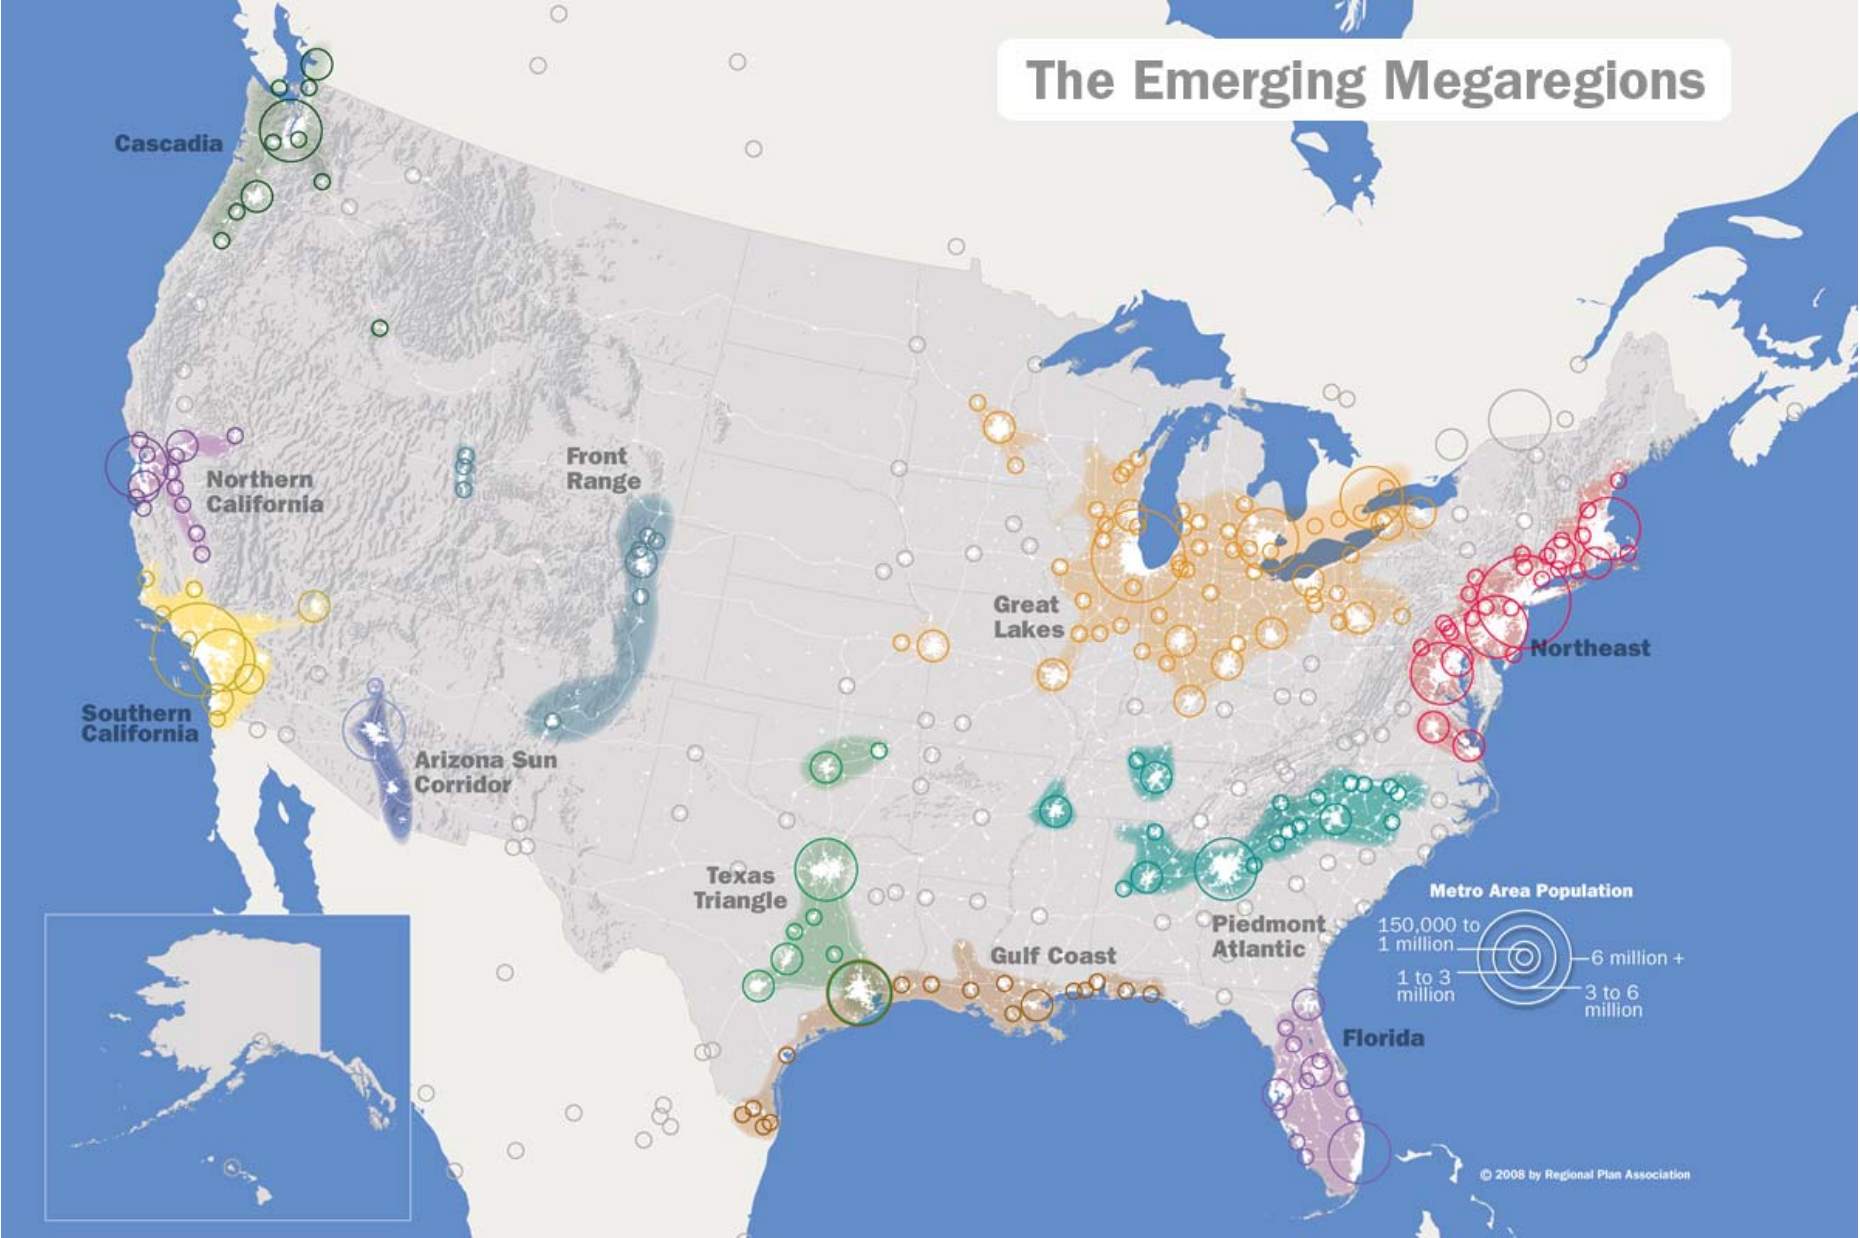 The Emerging Megaregions
Cascadia
Front
Range
Northern
California
Great
Lakes
Northeast
Southern
California
Arizona Sun
Corridor
Texas
Triangle
Gulf Coast
Piedmont
Atlantic
Florida
Metro Area Population
150,000 to
1 million
6 million +
1 to 3
million
3 to 6
million
© 2008 by Regional Plan Association